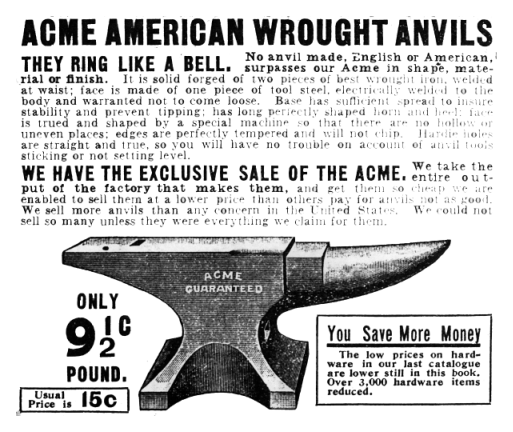 ACME AMERICAN WROUGHT ANVILS
THEY RING LIKE A BELL. No anvil made, English or American,
surpasses our Acme in shape, mate-
rial or finish. It is solid forged of two pieces of best wrought iron, welded
at waist; face is made of one piece of tool steel, electrically welded to the
body and warranted not to come loose. Base has sufficient spread to insure
stability and prevent tipping; has long perfectly shaped horn and heel; face
is trued and shaped by a special machine so that there are no hollow or
uneven places; edges are perfectly tempered and will not chip. Hardie holes
are straight and true, so you will have no trouble on account of anvil tools
sticking or not setting level.
WE HAVE THE EXCLUSIVE SALE OF THE ACME. We take the
entire out-
put of the factory that makes them, and get them so cheap we are
enabled to sell them at a lower price than others pay for anvils not as good.
We sell more anvils than any concern in the United States. We could not
sell so many unless they were everything we claim for them.
ACME
GUARANTEED
ONLY
9½C
POUND.
Usual
Price is 15c
You Save More Money
The low prices on hard-
ware in our last catalogue
are lower still in this book.
Over 3,000 hardware items
reduced.